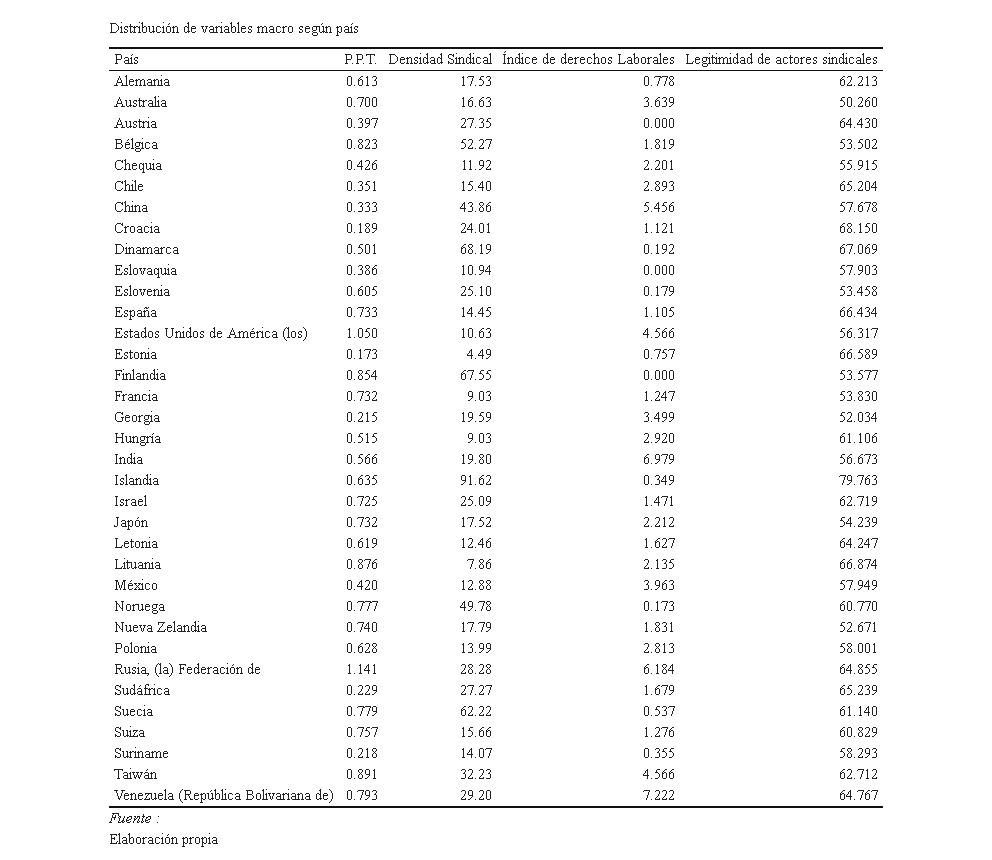 Distribución de variables macro según país
País P.P.T. Densidad Sindical Índice de derechos Laborales Legitimidad de actores sindicales
Alemania 0.613 17.53 0.778 62.213
Australia 0.700 16.63 3.639 50.260
Austria 0.397 27.35 0.000 64.430
Bélgica 0.823 52.27 1.819 53.502
Chequia 0.426 11.92 2.201 55.915
Chile 0.351 15.40 2.893 65.204
China 0.333 43.86 5.456 57.678
Croacia 0.189 24.01 1.121 68.150
Dinamarca 0.501 68.19 0.192 67.069
Eslovaquia 0.386 10.94 0.000 57.903
Eslovenia 0.605 25.10 0.179 53.458
España 0.733 14.45 1.105 66.434
Estados Unidos de América (los) 1.050 10.63 4.566 56.317
Estonia 0.173 4.49 0.757 66.589
Finlandia 0.854 67.55 0.000 53.577
Francia 0.732 9.03 1.247 53.830
Georgia 0.215 19.59 3.499 52.034
Hungría 0.515 9.03 2.920 61.106
India 0.566 19.80 6.979 56.673
Islandia 0.635 91.62 0.349 79.763
Israel 0.725 25.09 1.471 62.719
Japón 0.732 17.52 2.212 54.239
Letonia 0.619 12.46 1.627 64.247
Lituania 0.876 7.86 2.135 66.874
México 0.420 12.88 3.963 57.949
Noruega 0.777 49.78 0.173 60.770
Nueva Zelandia 0.740 17.79 1.831 52.671
Polonia 0.628 13.99 2.813 58.001
Rusia, (la) Federación de 1.141 28.28 6.184 64.855
Sudáfrica 0.229 27.27 1.679 65.239
Suecia 0.779 62.22 0.537 61.140
Suiza 0.757 15.66 1.276 60.829
Suriname 0.218 14.07 0.355 58.293
Taiwán 0.891 32.23 4.566 62.712
Venezuela (República Bolivariana de) 0.793 29.20 7.222 64.767
Fuente :
Elaboración propia